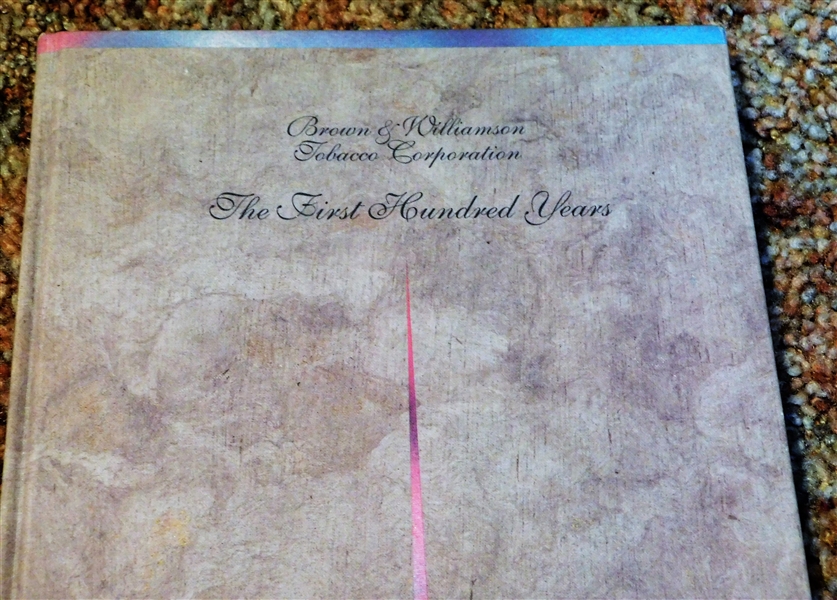 Brown & Williamson
Tobacco Corporation
The First Hundred Years